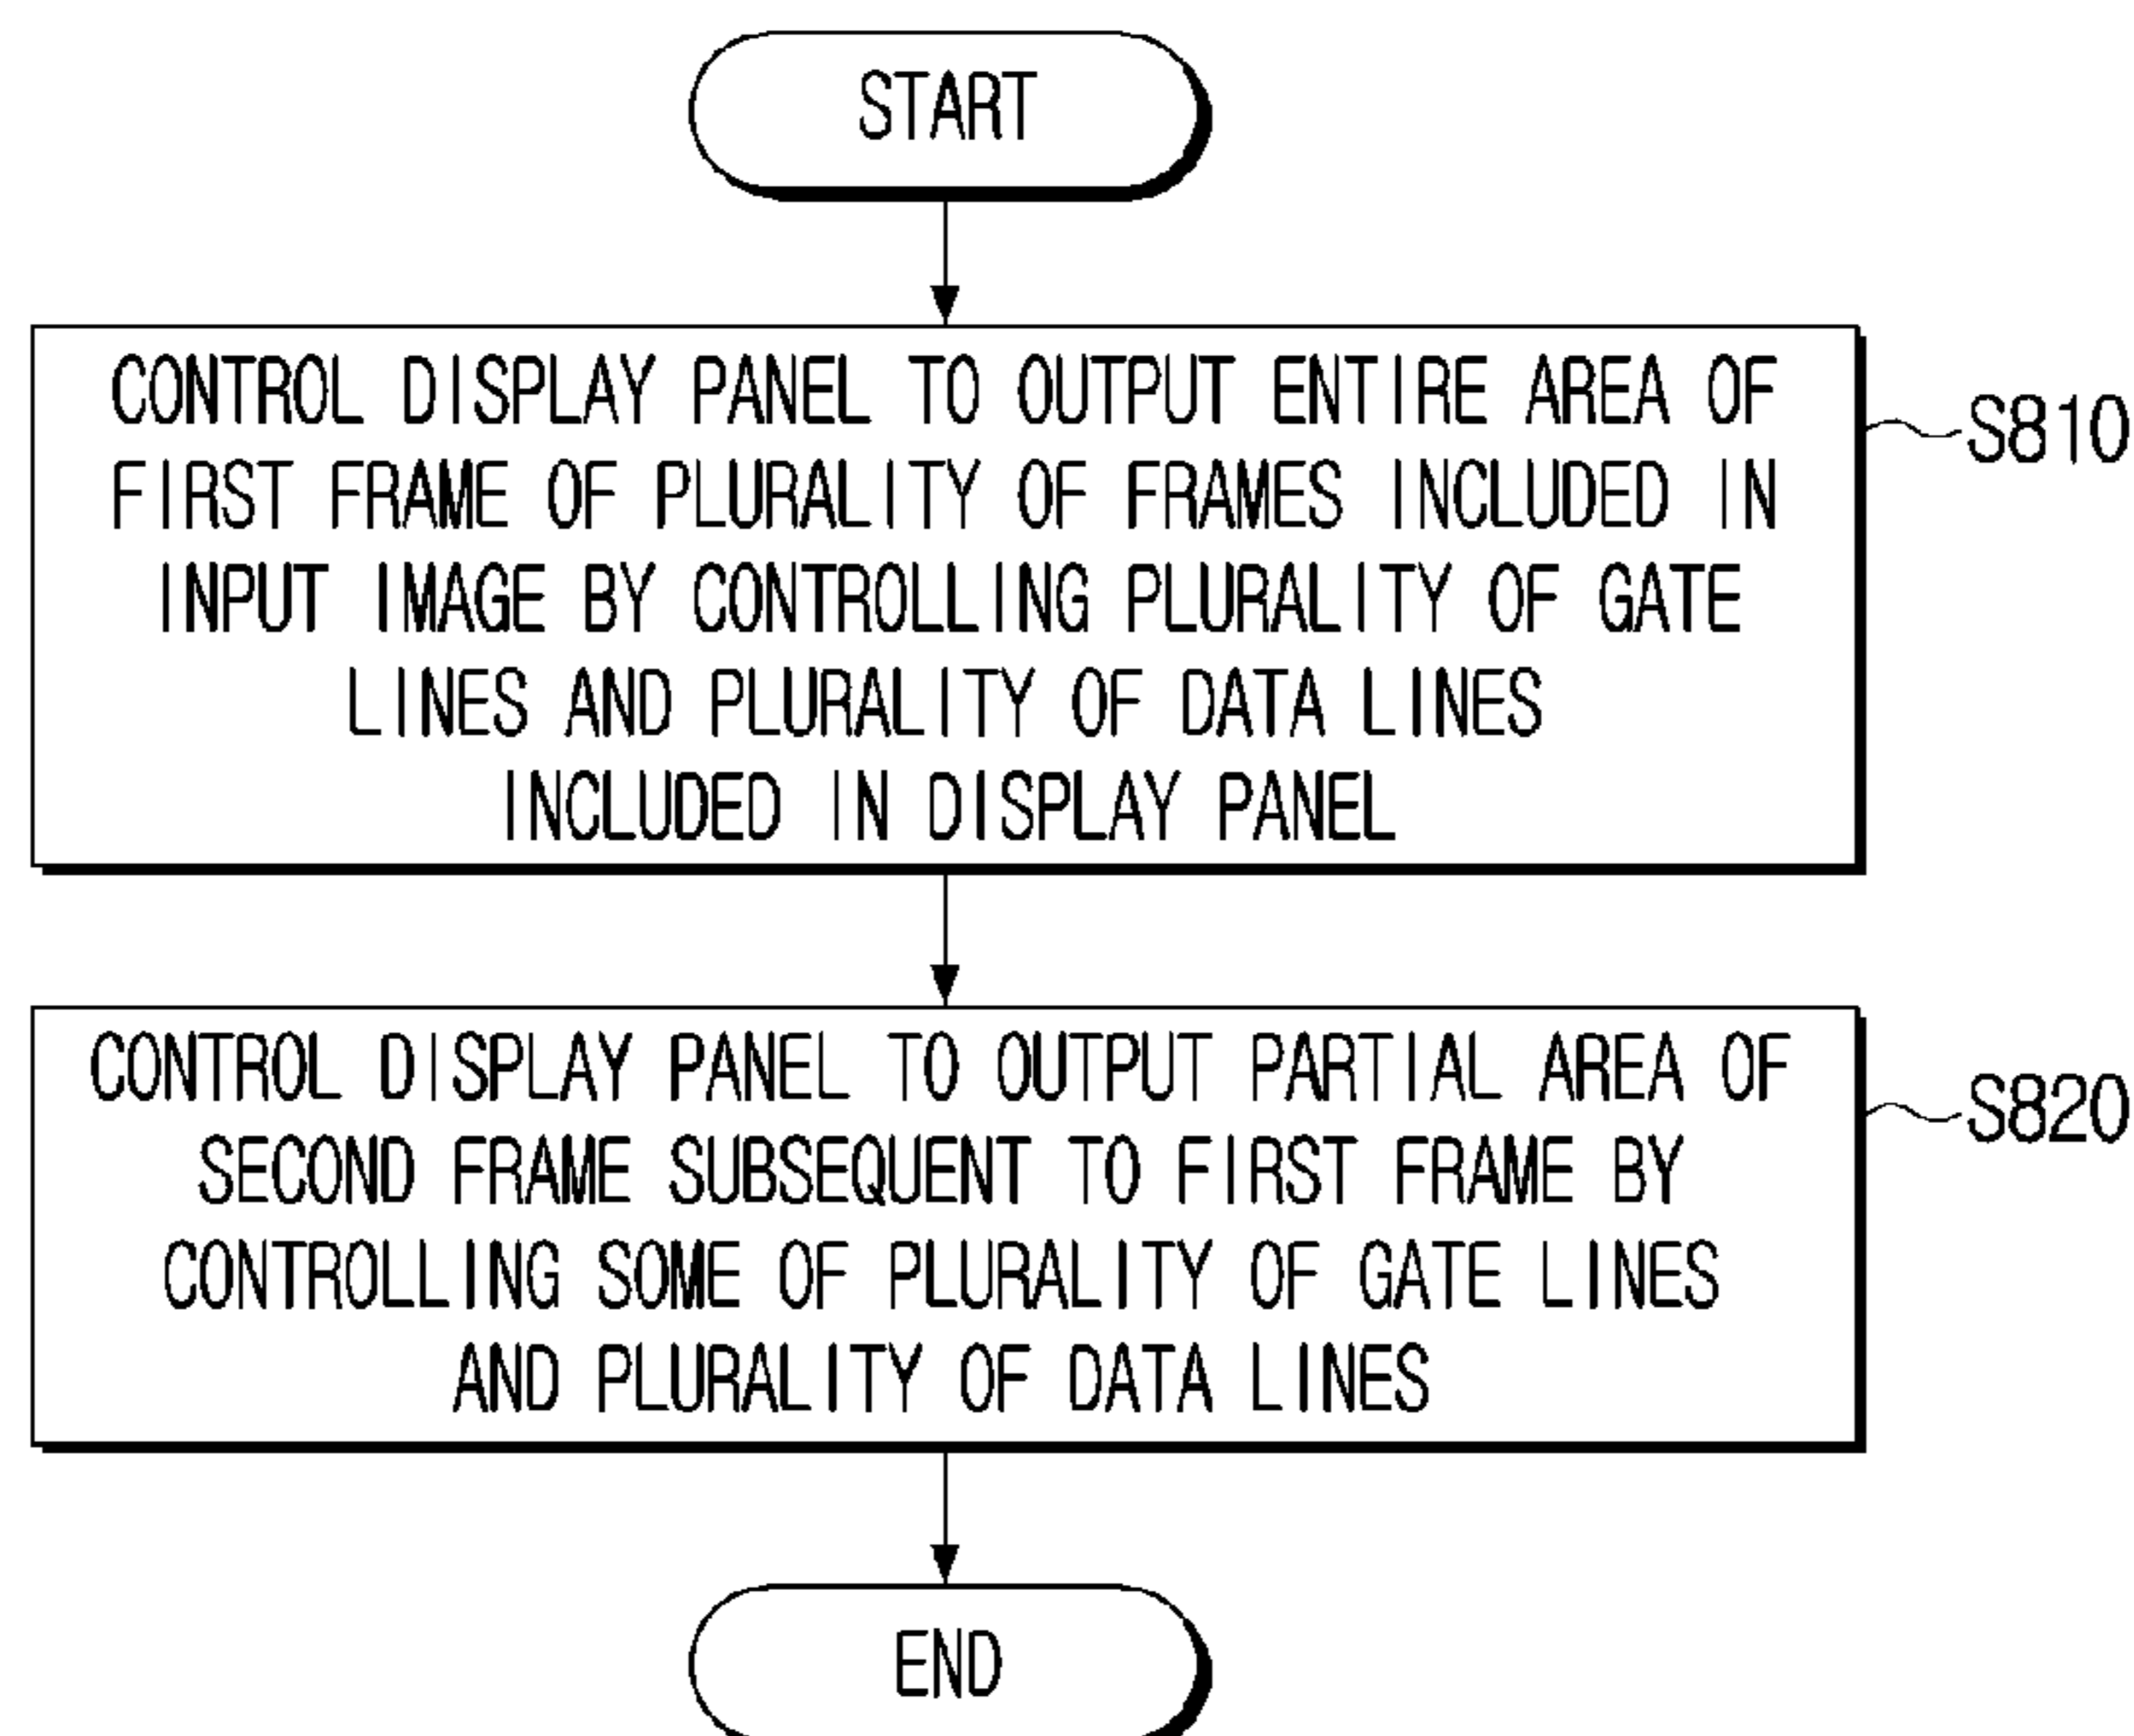 START
CONTROL DISPLAY PANEL TO OUTPUT ENTIRE AREA OF
FIRST FRAME OF PLURALITY OF FRAMES INCLUDED IN
INPUT IMAGE BY CONTROLLING PLURALITY OF GATE
LINES AND PLURALITY OF DATA LINES
INCLUDED IN DISPLAY PANEL
S810
CONTROL DISPLAY PANEL TO OUTPUT PARTIAL AREA OF
SECOND FRAME SUBSEQUENT TO FIRST FRAME BY
CONTROLLING SOME OF PLURALITY OF GATE LINES
AND PLURALITY OF DATA LINES
S820
END